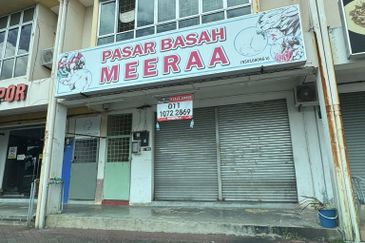 PASAR BASAH
MEERAA
POR
011
1072 2869